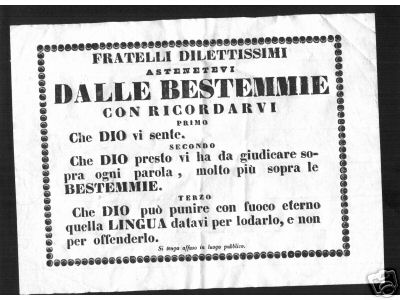 FRATELLI DILETTISSIMI
ASTENETEVI
DALLE BESTEMMIE
CON RICORDARVI
PRIMO
Che DIO vi sente.
SECONDO
Che DIO presto vi ha da giudicare so-
pra ogni parola, molto più sopra le
BESTEMMIE.
TERZO
Che DIO può punire con fuoco eterno
quella LINGUA datavi per lodarlo, e non
per offenderlo.
Si tenga affisso in luogo pubblico.